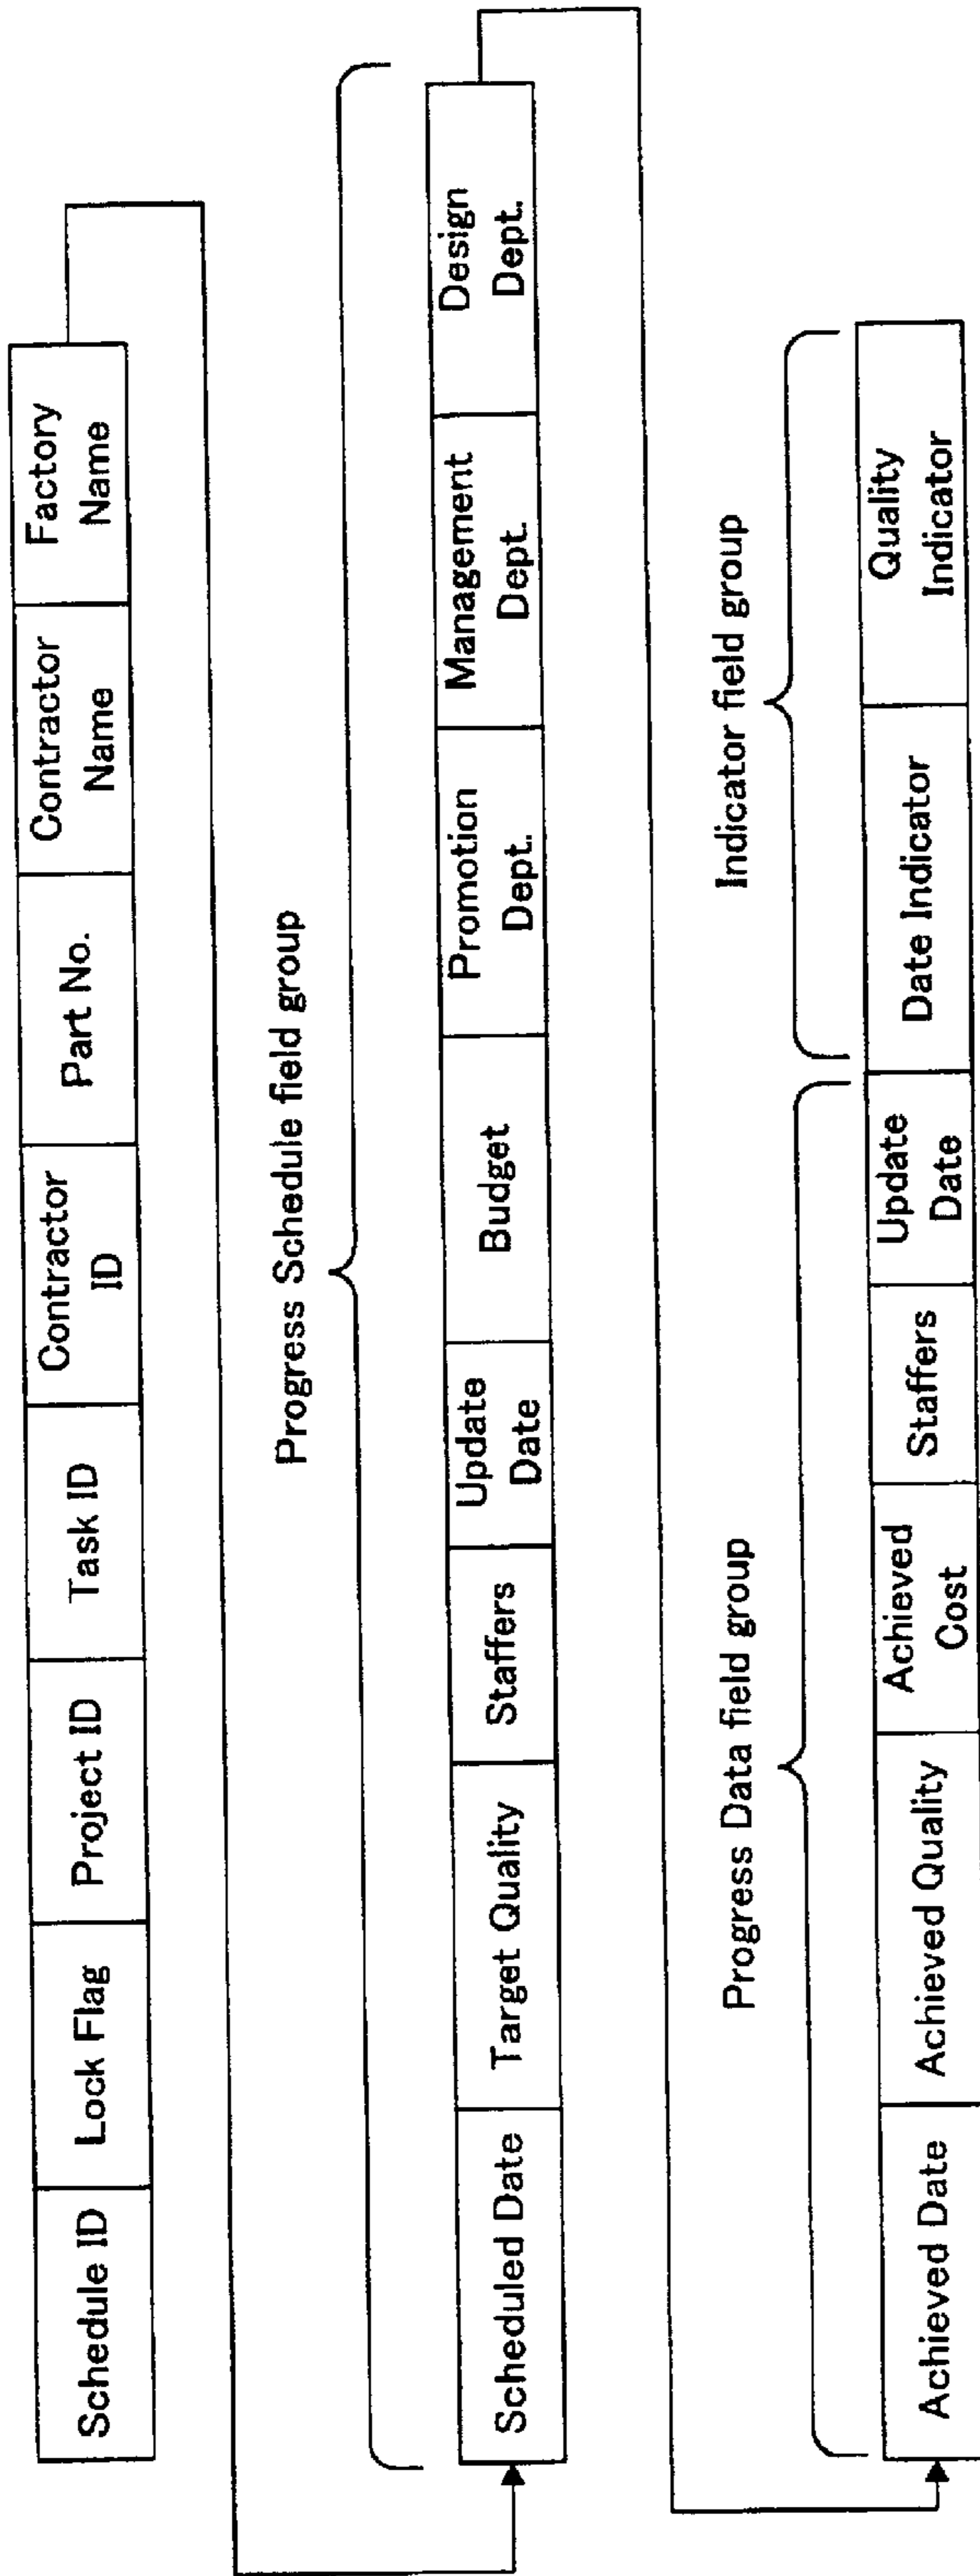 Schedule ID
Lock Flag
Project ID
Task ID
Contractor
ID
Part No.
Contractor
Name
Factory
Name
Progress Schedule field group
Scheduled Date
Target Quality
Staffers
Update
Date
Budget
Promotion
Dept.
Management
Dept.
Design
Dept.
Progress Data field group
Indicator field group
Achieved Date
Achieved Quality
Achieved
Cost
Staffers
Update
Date
Date Indicator
Quality
Indicator